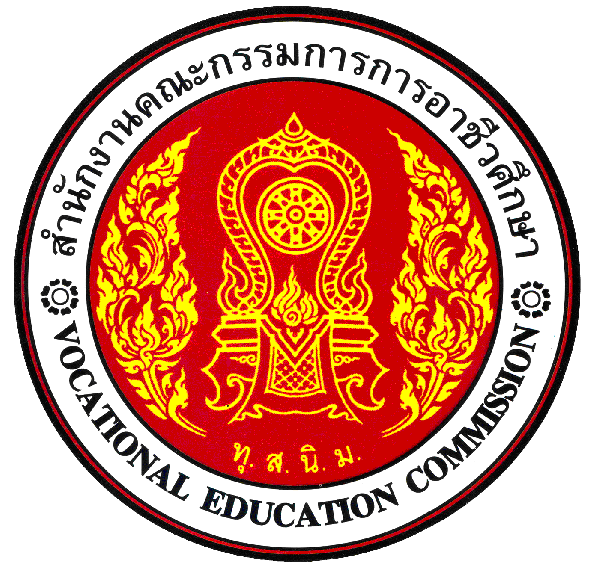 สำนักงานคณะกรรมการการอาชีวศึกษา
ทุ. ส. นิ. ม.
VOCATIONAL EDUCATION COMMISSION